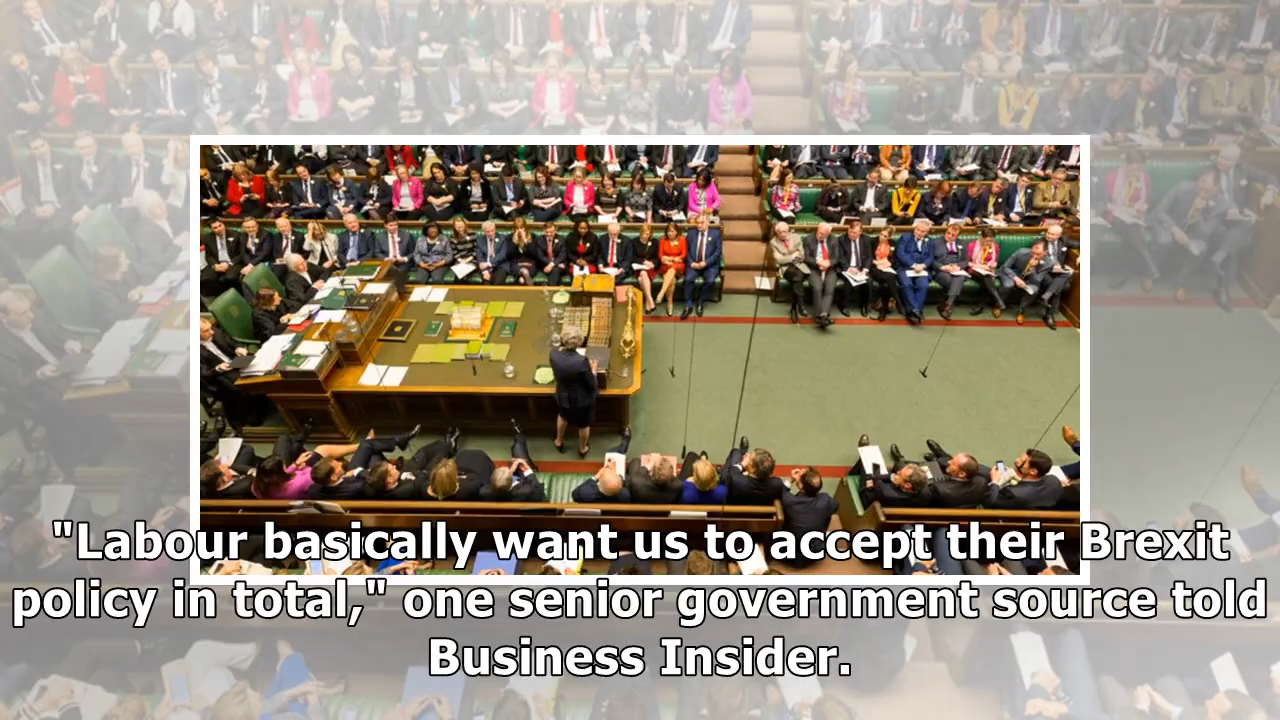 "Labour basically want us to accept their Brexit
policy in total," one senior government source told
Business Insider.